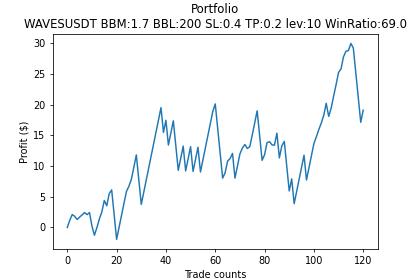 Portfolio
WAVESUSDT BBM:1.7 BBL:200 SL:0.4 TP:0.2 lev:10 WinRatio:69.0
30
25
20
15
10
5
0
Profit ($)
0 20 40 60 80 100 120
Trade counts